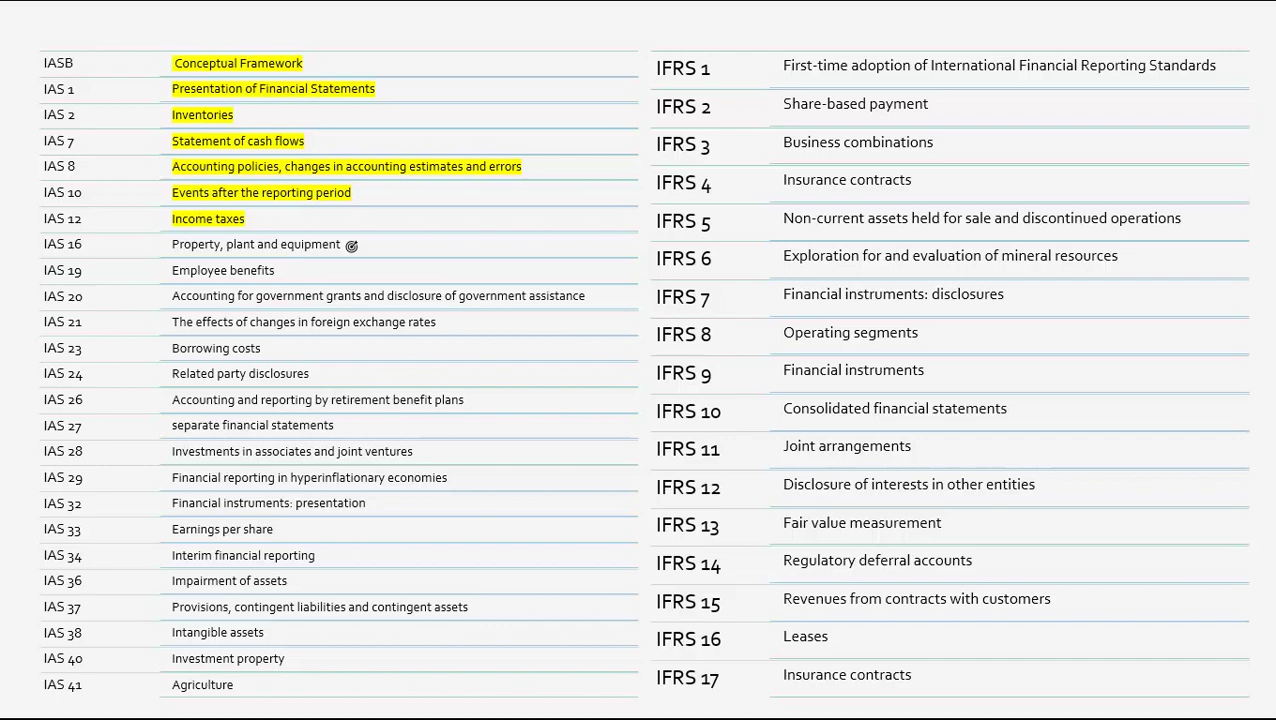 IASB Conceptual Framework
IAS 1 Presentation of Financial Statements
IAS 2 Inventories
IAS 7 Statement of cash flows
IAS 8 Accounting policies, changes in accounting estimates and errors
IAS 10 Events after the reporting period
IAS 12 Income taxes
IAS 16 Property, plant and equipment
IAS 19 Employee benefits
IAS 20 Accounting for government grants and disclosure of government assistance
IAS 21 The effects of changes in foreign exchange rates
IAS 23 Borrowing costs
IAS 24 Related party disclosures
IAS 26 Accounting and reporting by retirement benefit plans
IAS 27 separate financial statements
IAS 28 Investments in associates and joint ventures
IAS 29 Financial reporting in hyperinflationary economies
IAS 32 Financial instruments: presentation
IAS 33 Earnings per share
IAS 34 Interim financial reporting
IAS 36 Impairment of assets
IAS 37 Provisions, contingent liabilities and contingent assets
IAS 38 Intangible assets
IAS 40 Investment property
IAS 41 Agriculture
IFRS 1 First-time adoption of International Financial Reporting Standards
IFRS 2 Share-based payment
IFRS 3 Business combinations
IFRS 4 Insurance contracts
IFRS 5 Non-current assets held for sale and discontinued operations
IFRS 6 Exploration for and evaluation of mineral resources
IFRS 7 Financial instruments: disclosures
IFRS 8 Operating segments
IFRS 9 Financial instruments
IFRS 10 Consolidated financial statements
IFRS 11 Joint arrangements
IFRS 12 Disclosure of interests in other entities
IFRS 13 Fair value measurement
IFRS 14 Regulatory deferral accounts
IFRS 15 Revenues from contracts with customers
IFRS 16 Leases
IFRS 17 Insurance contracts